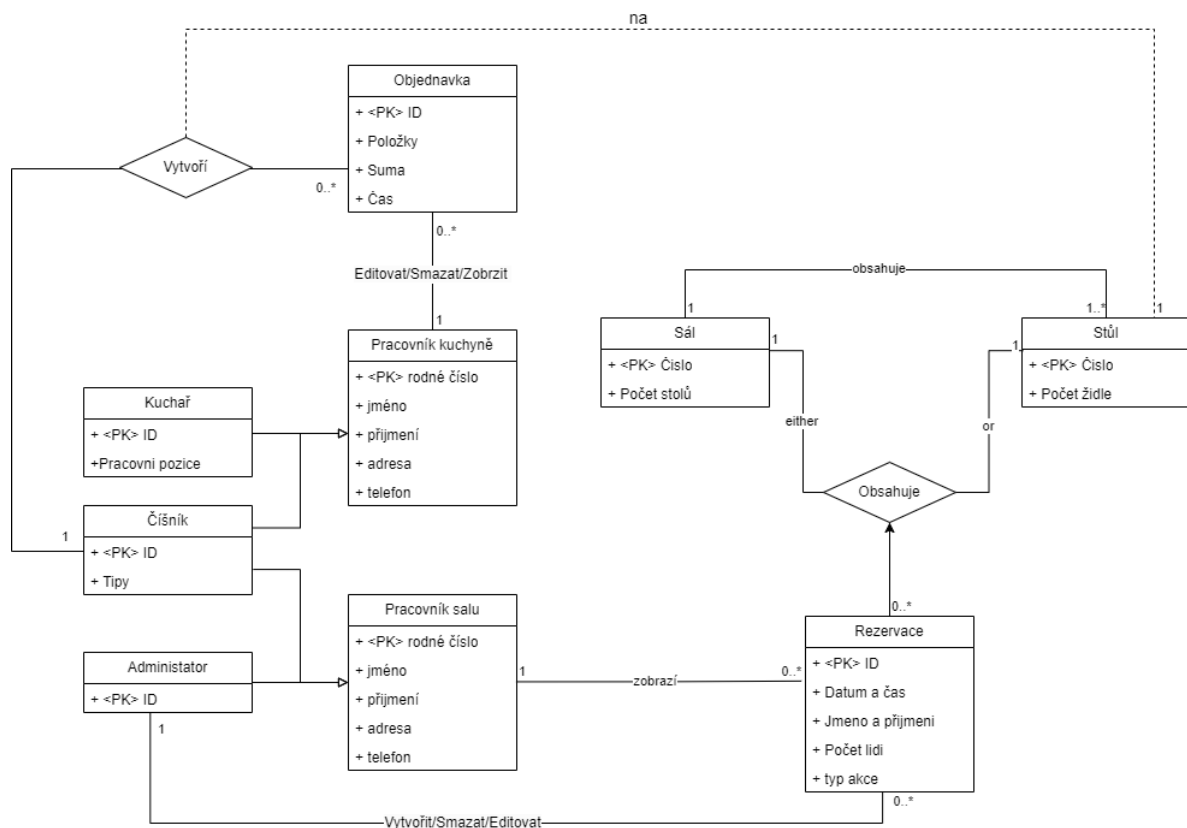 na
Objednavka
+ <PK> ID
+ Položky
+ Suma
+ Čas
Vytvoří
0..*
0..*
Editovat/Smazat/Zobrzit
1
Pracovník kuchyně
+ <PK> rodné číslo
+ jméno
+ přijmení
+ adresa
+ telefon
obsahuje
1
1..*
1
Sál
+ <PK> Čislo
+ Počet stolů
1
Stůl
+ <PK> Čislo
+ Počet židle
1
either
or
Obsahuje
Kuchař
+ <PK> ID
+Pracovni pozice
Číšník
+ <PK> ID
+ Tipy
1
Pracovník salu
+ <PK> rodné číslo
+ jméno
+ přijmení
+ adresa
+ telefon
Administator
+ <PK> ID
1
1
zobrazí
0..*
0..*
Rezervace
+ <PK> ID
+ Datum a čas
+ Jmeno a přijmeni
+ Počet lidi
+ typ akce
0..*
Vytvořit/Smazat/Editovat